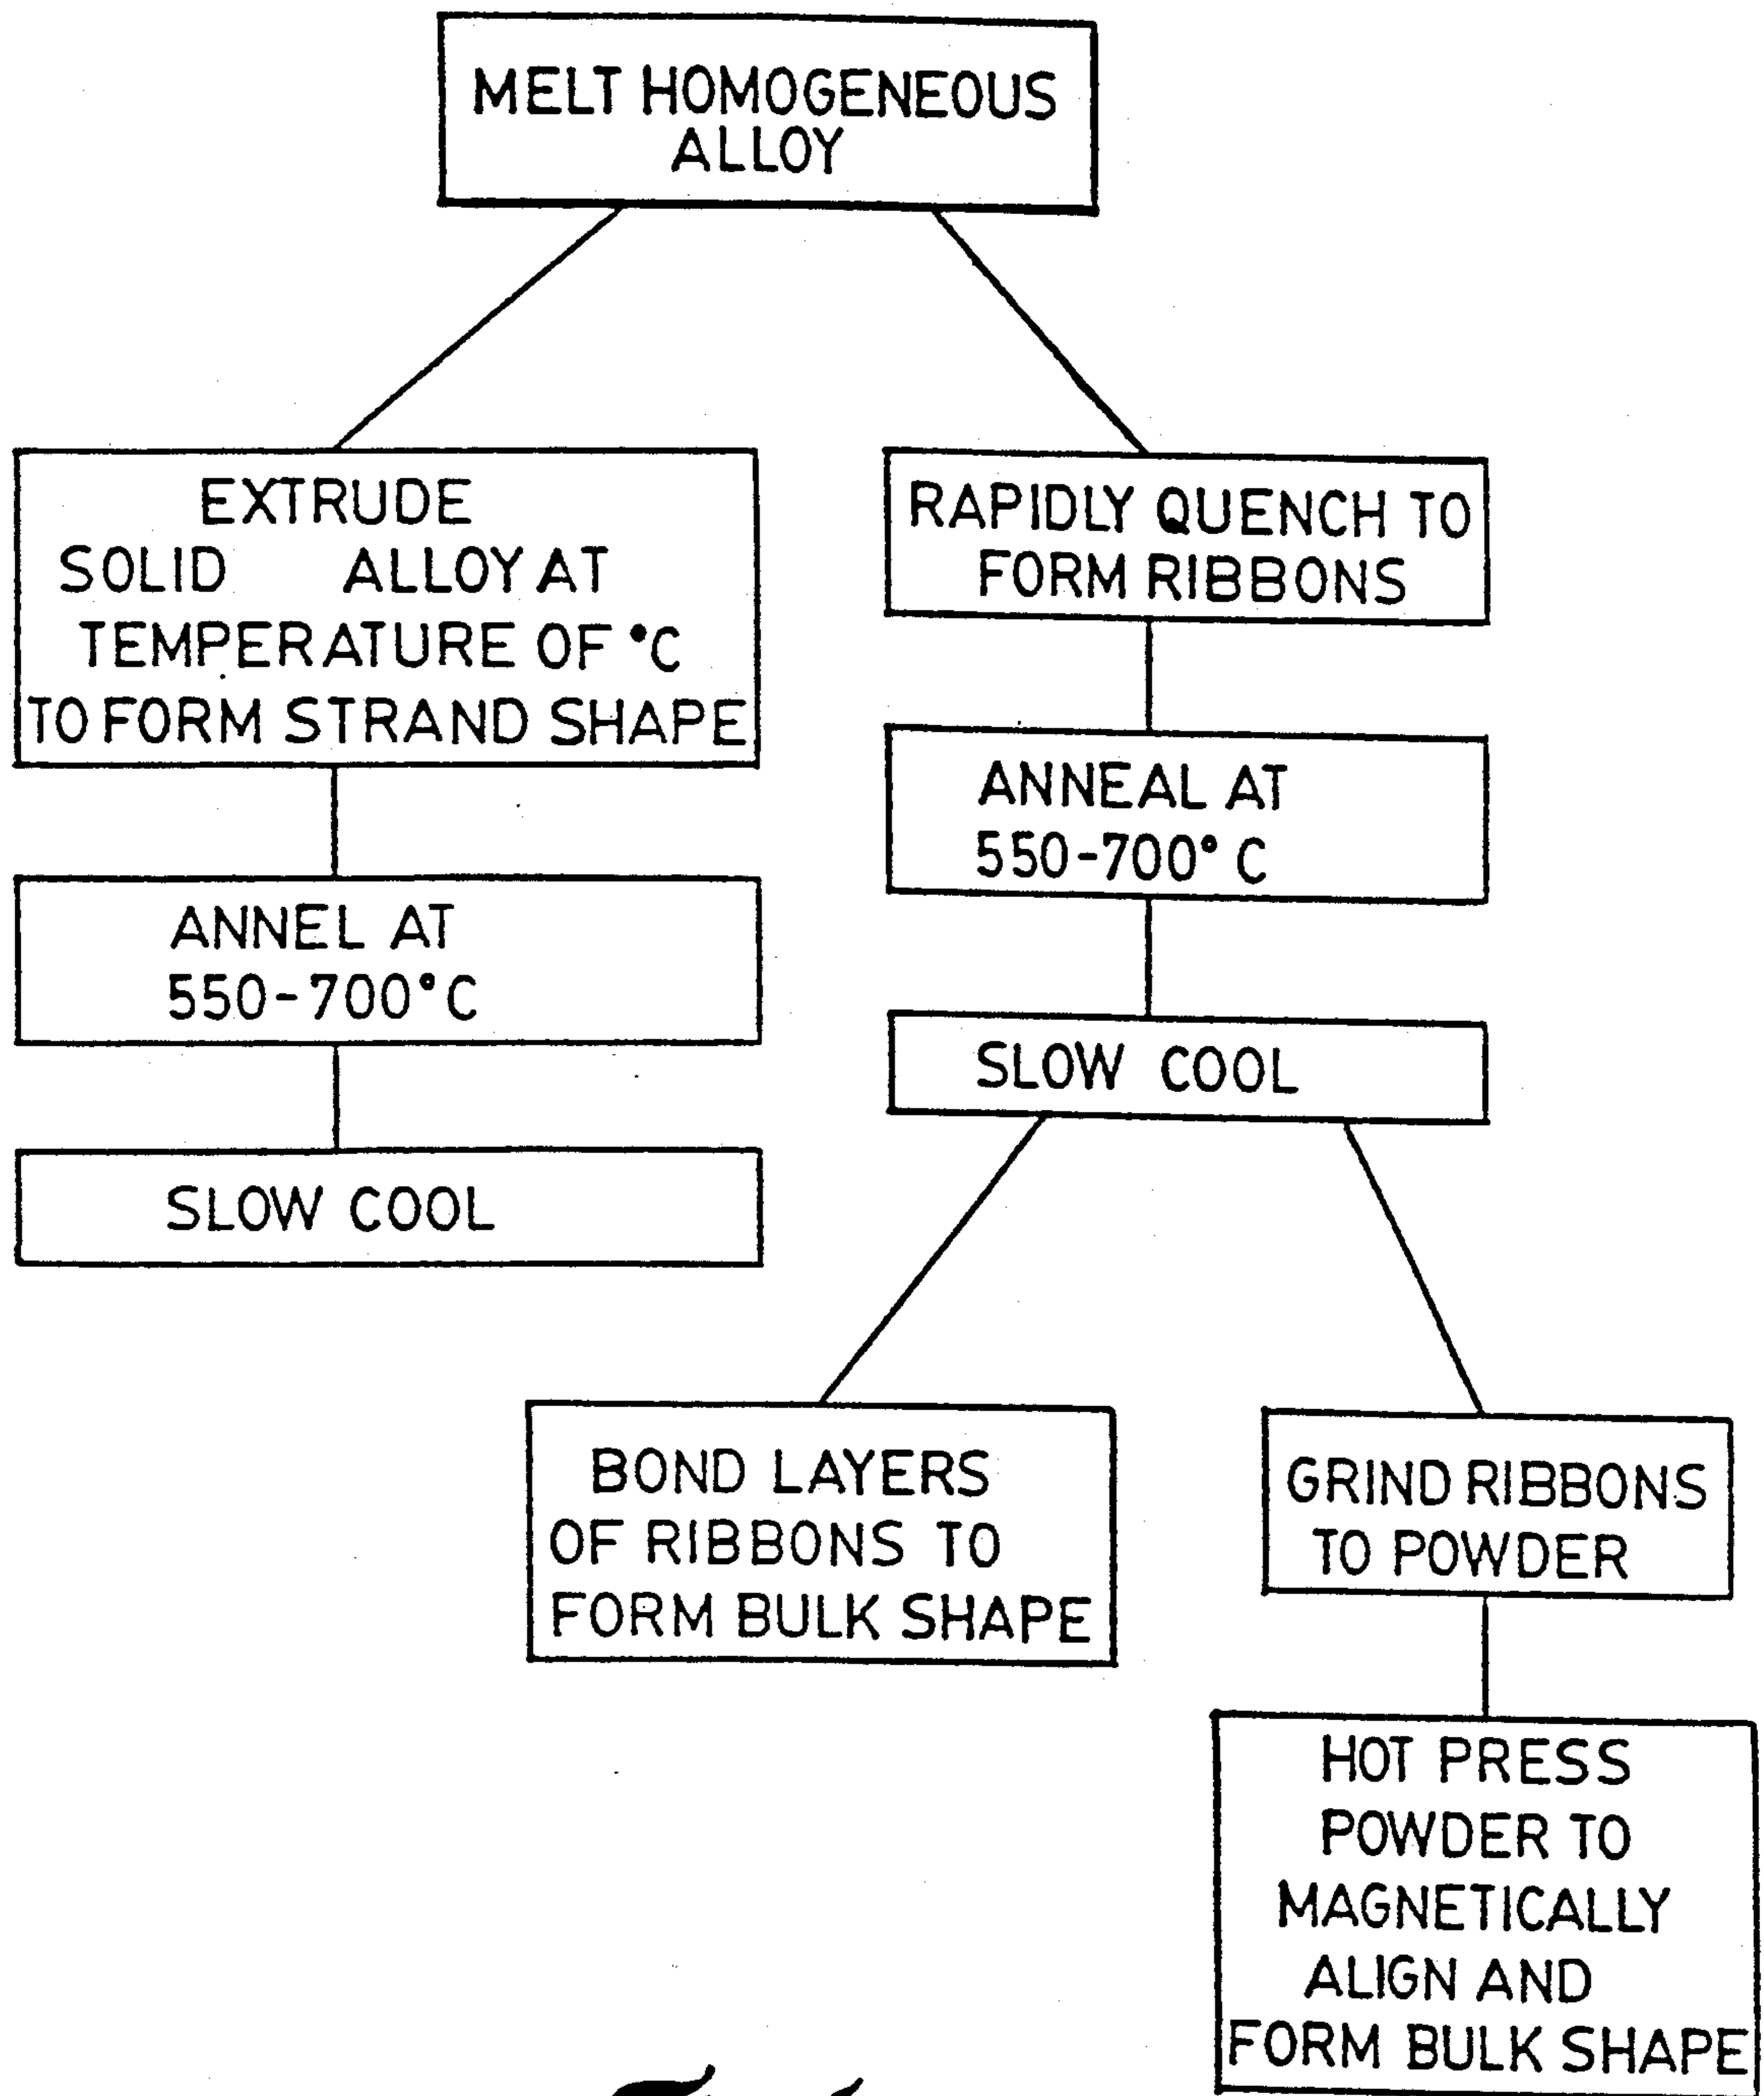 MELT HOMOGENEOUS
ALLOY
EXTRUDE
SOLID ALLOY AT
TEMPERATURE OF °C
TO FORM STRAND SHAPE
ANNEL AT
550-700°C
SLOW COOL
RAPIDLY QUENCH TO
FORM RIBBONS
ANNEAL AT
550-700° C
SLOW COOL
BOND LAYERS
OF RIBBONS TO
FORM BULK SHAPE
GRIND RIBBONS
TO POWDER
HOT PRESS
POWDER TO
MAGNETICALLY
ALIGN AND
FORM BULK SHAPE